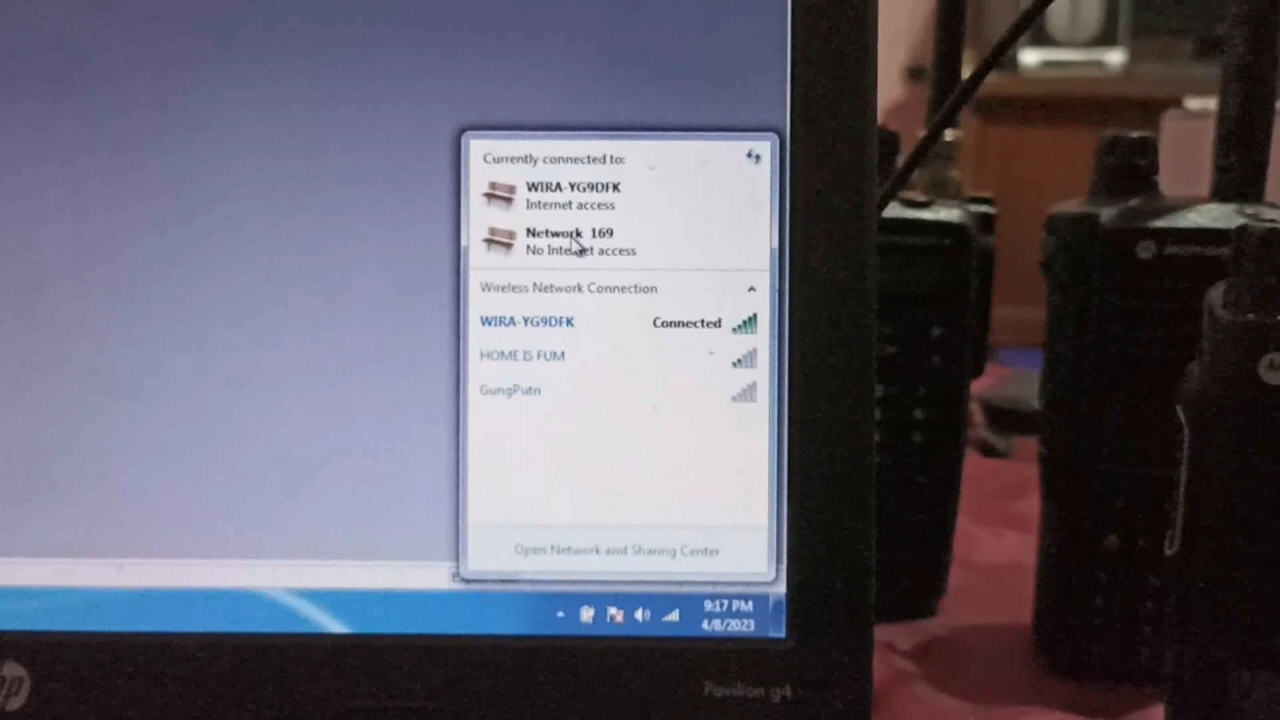 Currently connected to:
WIRA-YG9DFK
Internet access
Network 169
No Internet access
Wireless Network Connection
WIRA-YG9DFK Connected
HOME IS FUM
Open Network and Sharing Center
9:17 PM
4/8/2023
hp
Pavilion g4